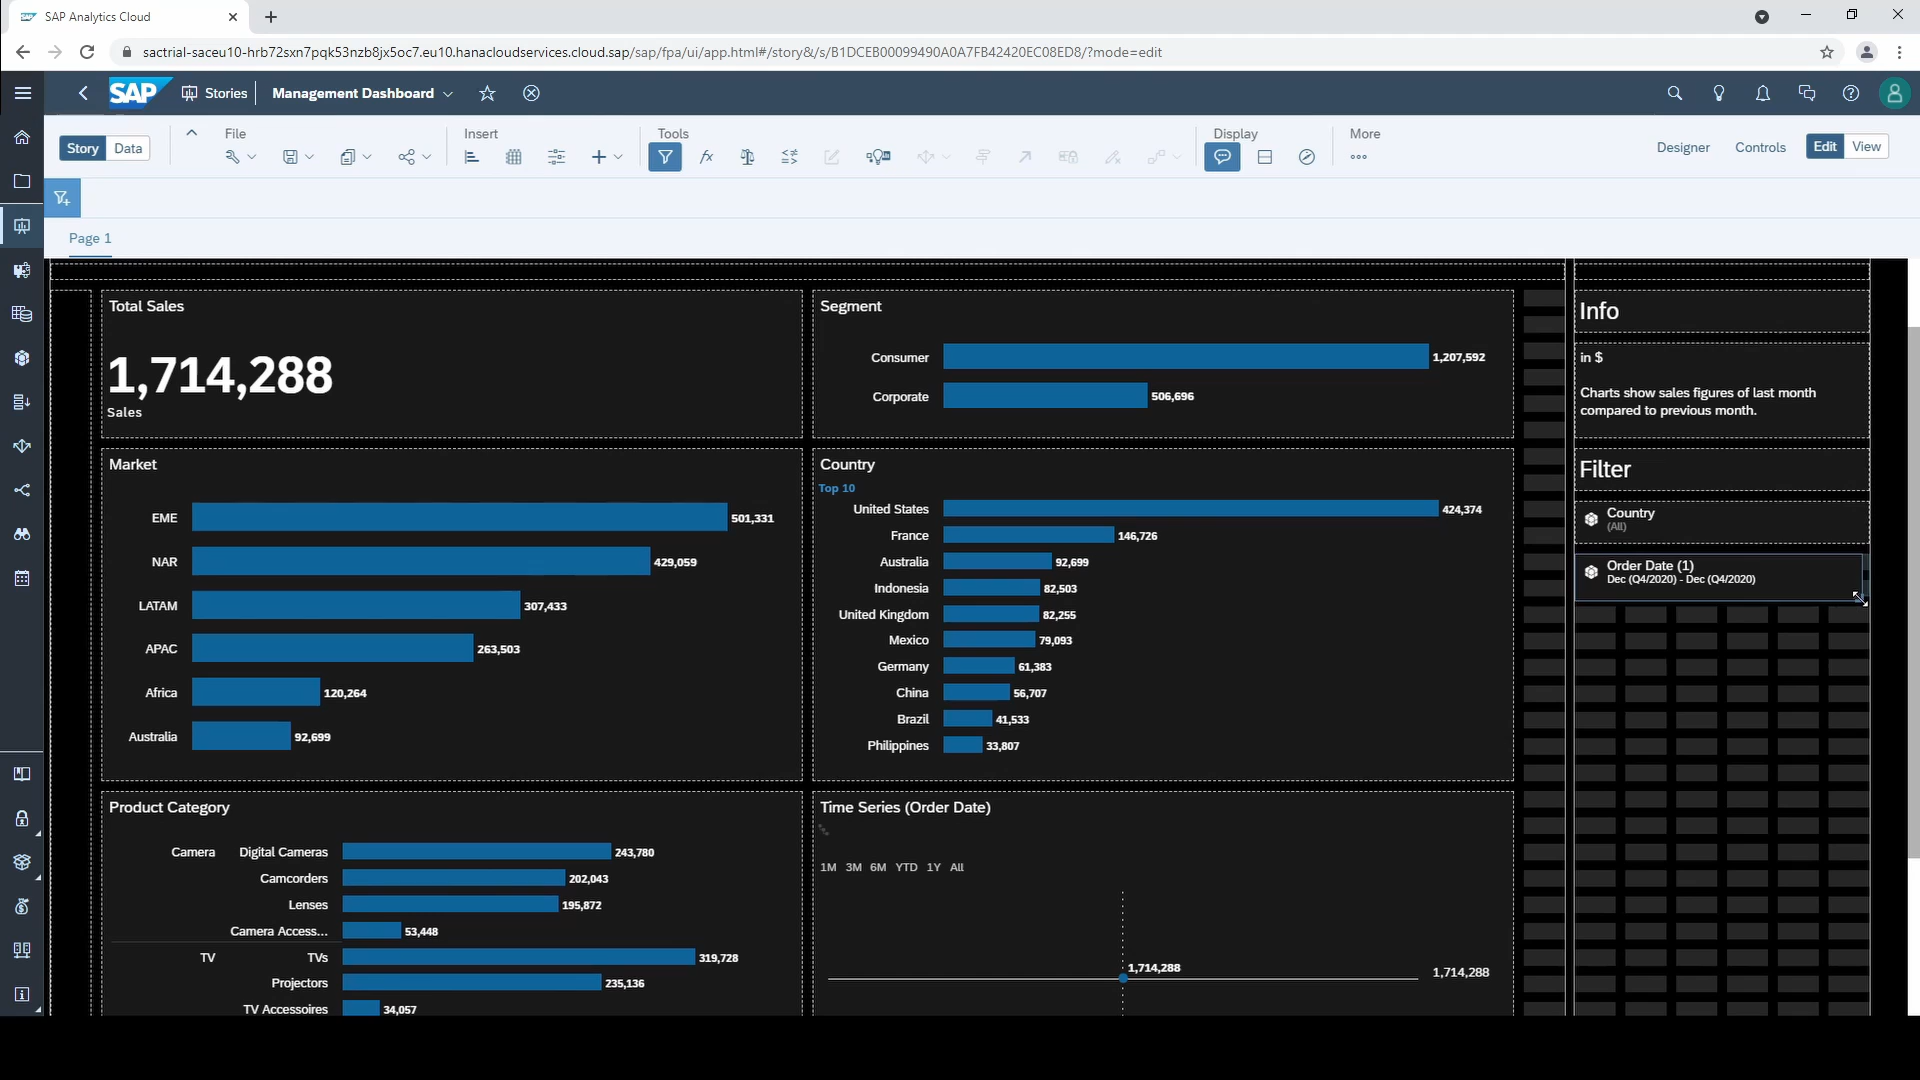 SAP Analytics Cloud
sactrial-saceu10-hrb72sxn7pqk53nzb8jx5oc7.eu10.hanacloudservices.cloud.sap/sap/fpa/ui/app.html#/story&/s/B1DCEB00099490A0A7FB42420EC08ED8/?mode=edit
SAP Stories Management Dashboard
Story Data File Insert Tools Display More Designer Controls Edit View
fx
Page 1
Total Sales
1,714,288
Sales
Segment
Consumer 1,207,592
Corporate 506,696
Info
in $
Charts show sales figures of last month
compared to previous month.
Market
EME 501,331
NAR 429,059
LATAM 307,433
APAC 263,503
Africa 120,264
Australia 92,699
Country
Top 10
United States 424,374
France 146,726
Australia 92,699
Indonesia 82,503
United Kingdom 82,255
Mexico 79,093
Germany 61,383
China 56,707
Brazil 41,533
Philippines 33,807
Filter
Country
(All)
Order Date (1)
Dec (Q4/2020) - Dec (Q4/2020)
Product Category
Camera Digital Cameras 243,780
Camcorders 202,043
Lenses 195,872
Camera Access... 53,448
TV TVs 319,728
Projectors 235,136
TV Accessoires 34,057
Time Series (Order Date)
1M 3M 6M YTD 1Y All
1,714,288
1,714,288